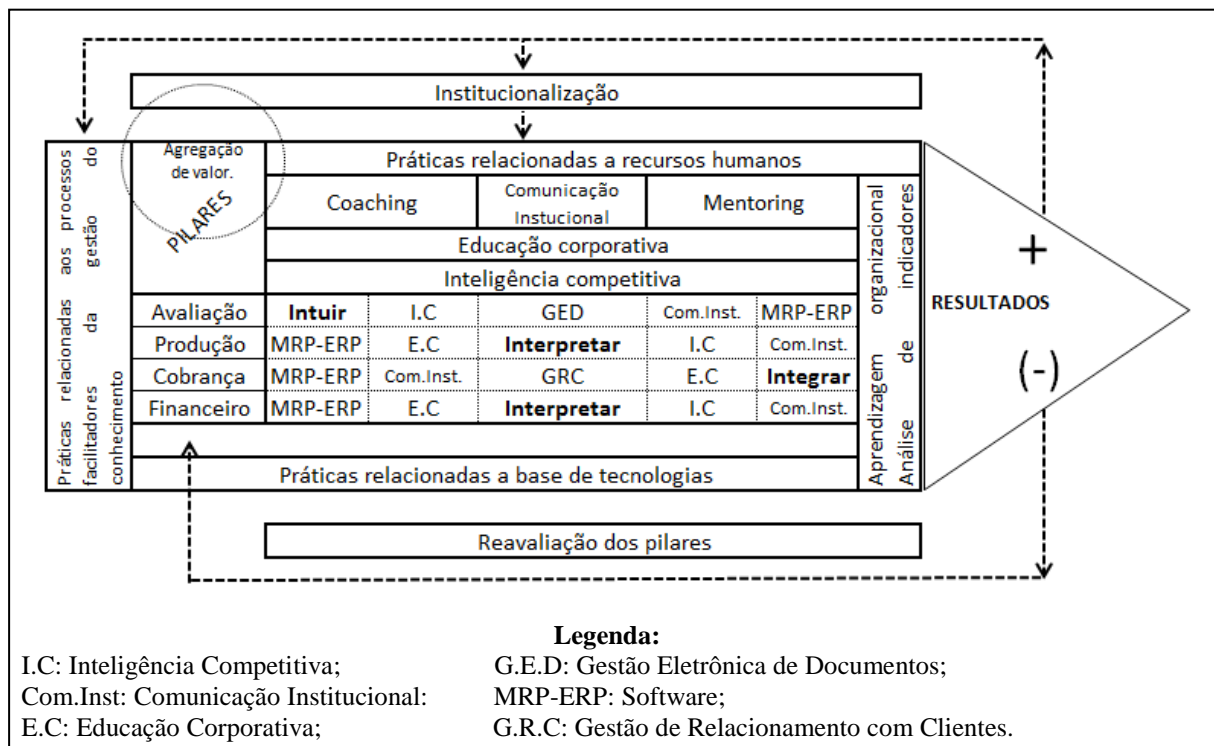 Institucionalização
Práticas relacionadas aos processos
facilitadores da gestão do
conhecimento
Agregação
de valor.
PILARES
Práticas relacionadas a recursos humanos
Coaching
Comunicação
Instucional
Mentoring
Educação corporativa
Inteligência competitiva
Avaliação Intuir I.C GED Com.Inst. MRP-ERP
Produção MRP-ERP E.C Interpretar I.C Com.Inst.
Cobrança MRP-ERP Com.Inst. GRC E.C Integrar
Financeiro MRP-ERP E.C Interpretar I.C Com.Inst.
Práticas relacionadas a base de tecnologias
Aprendizagem organizacional
Análise de indicadores
+
RESULTADOS
(-)
Reavaliação dos pilares
Legenda:
I.C: Inteligência Competitiva; G.E.D: Gestão Eletrônica de Documentos;
Com.Inst: Comunicação Institucional: MRP-ERP: Software;
E.C: Educação Corporativa; G.R.C: Gestão de Relacionamento com Clientes.